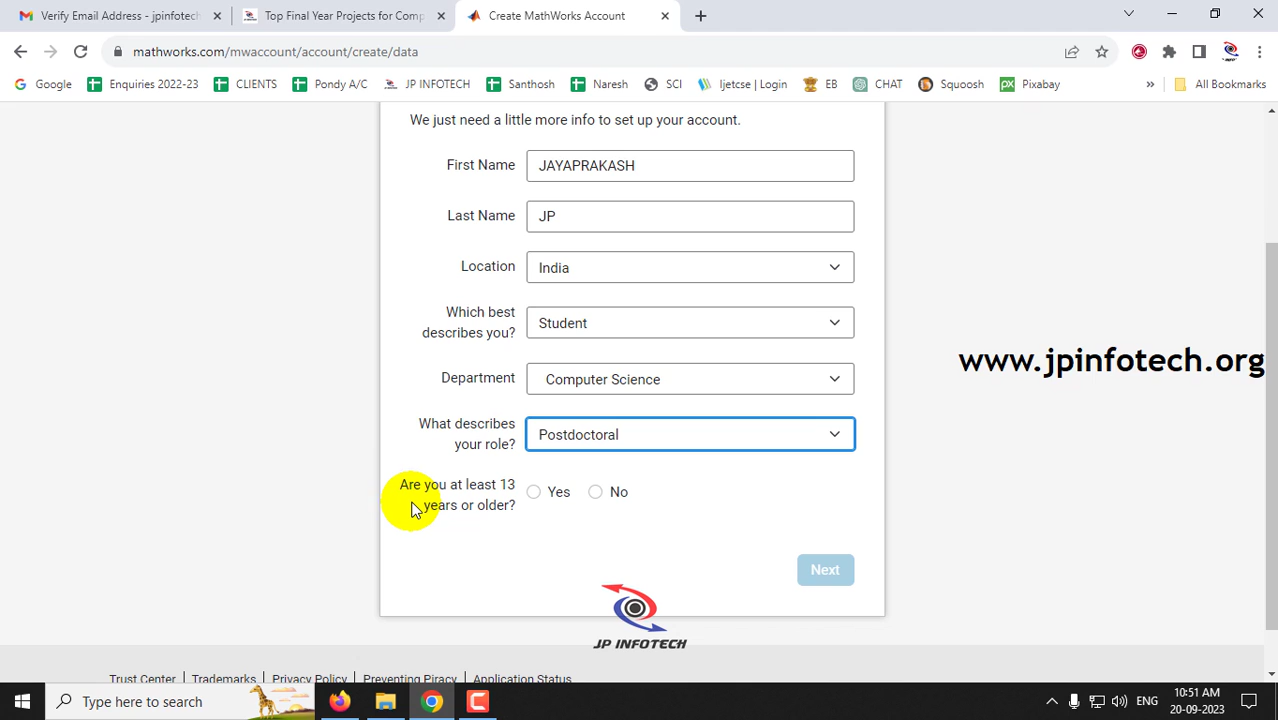 Verify Email Address - jpinfotech
Top Final Year Projects for Comp
Create MathWorks Account
mathworks.com/mwaccount/account/create/data
Google
Enquiries 2022-23
CLIENTS
Pondy A/C
JP INFOTECH
Santhosh
Naresh
SCI
Ijetcse | Login
EB
CHAT
Squoosh
Pixabay
»
All Bookmarks
We just need a little more info to set up your account.
First Name
JAYAPRAKASH
Last Name
JP
Location
India
Which best
describes you?
Student
www.jpinfotech.org
Department
Computer Science
What describes
your role?
Postdoctoral
Are you at least 13
years or older?
Yes
No
Next
JP INFOTECH
Trust Center
Trademarks
Privacy Policy
Preventing Piracy
Application Status
Type here to search
ENG
10:51 AM
20-09-2023